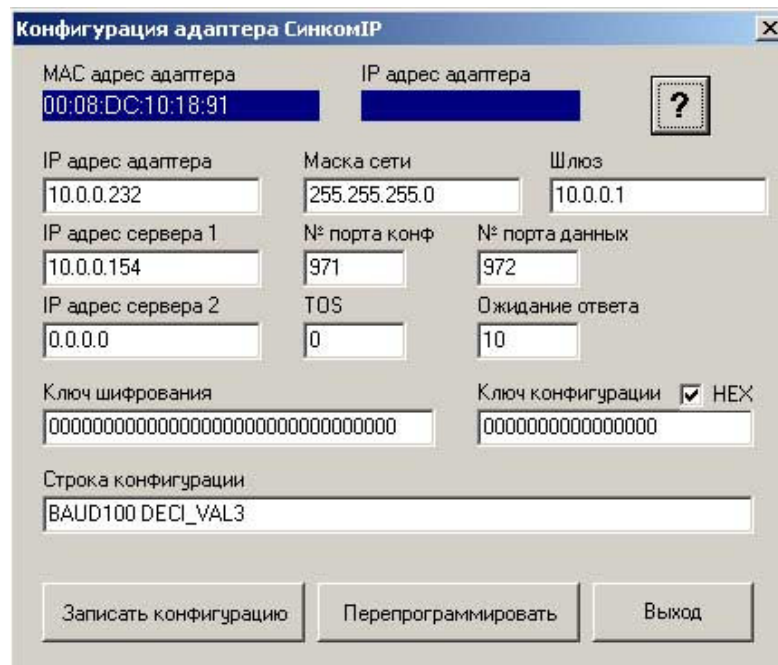 Конфигурация адаптера СинкомIP
MAC адрес адаптера IP адрес адаптера
00:08:DC:10:18:91
?
IP адрес адаптера Маска сети Шлюз
10.0.0.232 255.255.255.0 10.0.0.1
IP адрес сервера 1 № порта конф № порта данных
10.0.0.154 971 972
IP адрес сервера 2 TOS Ожидание ответа
0.0.0.0 0 10
Ключ шифрования Ключ конфигурации HEX
00000000000000000000000000000000 0000000000000000
Строка конфигурации
BAUD100 DECI_VAL3
Записать конфигурацию Перепрограммировать Выход